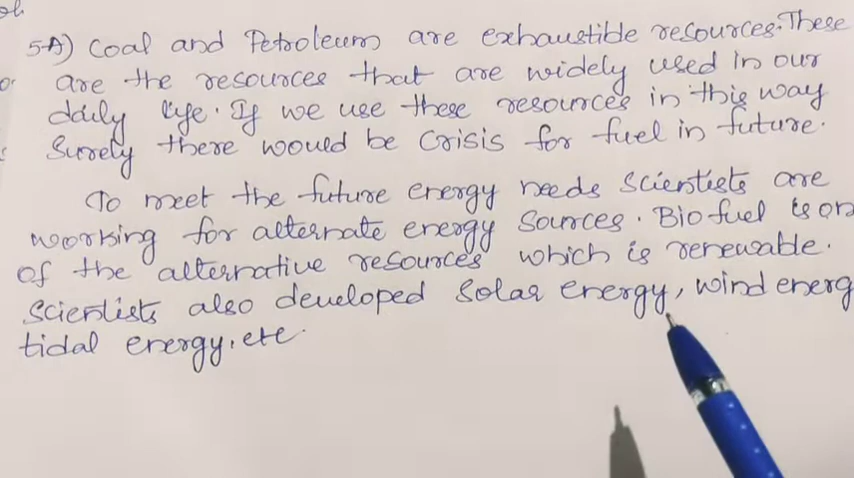 5A) Coal and Petroleum are exhaustible resources. These
are the resources that are widely used in our
daily life. If we use these resources in this way
Surely there would be Crisis for fuel in future.
To meet the future energy needs Scientists are
working for alternate energy Sources. Bio fuel is on
of the alternative resources which is renewable.
Scientists also developed Solar energy, wind energ
tidal energy, etc.